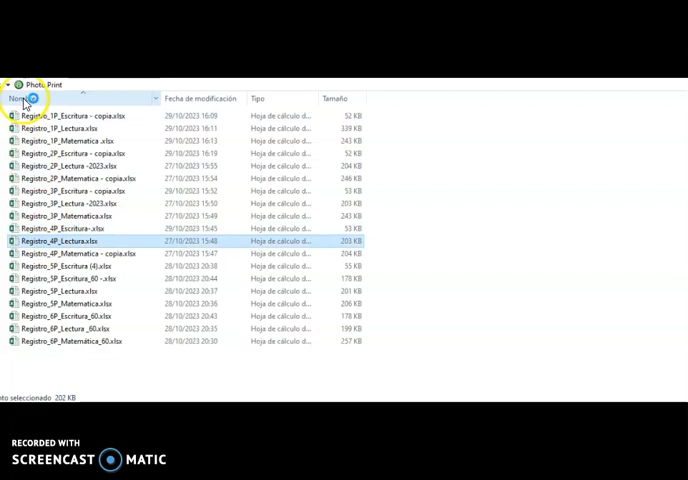 Photo Print
Fecha de modificación Tipo Tamaño
Registro_1P_Escritura - copia.xlsx 29/10/2023 16:09 Hoja de cálculo d... 52 KB
Registro_1P_Lectura.xlsx 29/10/2023 16:11 Hoja de cálculo d... 339 KB
Registro_1P_Matematica .xlsx 29/10/2023 16:13 Hoja de cálculo d... 243 KB
Registro_2P_Escritura - copia.xlsx 29/10/2023 16:19 Hoja de cálculo d... 52 KB
Registro_2P_Lectura -2023.xlsx 27/10/2023 15:55 Hoja de cálculo d... 204 KB
Registro_2P_Matematica - copia.xlsx 27/10/2023 15:54 Hoja de cálculo d... 246 KB
Registro_3P_Escritura - copia.xlsx 29/10/2023 15:52 Hoja de cálculo d... 53 KB
Registro_3P_Lectura -2023.xlsx 27/10/2023 15:50 Hoja de cálculo d... 203 KB
Registro_3P_Matematica.xlsx 27/10/2023 15:49 Hoja de cálculo d... 243 KB
Registro_4P_Escritura-.xlsx 29/10/2023 15:45 Hoja de cálculo d... 53 KB
Registro_4P_Lectura.xlsx 27/10/2023 15:48 Hoja de cálculo d... 203 KB
Registro_4P_Matematica - copia.xlsx 27/10/2023 15:47 Hoja de cálculo d... 204 KB
Registro_5P_Escritura (4).xlsx 28/10/2023 20:38 Hoja de cálculo d... 55 KB
Registro_5P_Escritura_60 -.xlsx 28/10/2023 20:44 Hoja de cálculo d... 178 KB
Registro_5P_Lectura.xlsx 28/10/2023 20:37 Hoja de cálculo d... 201 KB
Registro_5P_Matematica.xlsx 28/10/2023 20:36 Hoja de cálculo d... 206 KB
Registro_6P_Escritura_60.xlsx 28/10/2023 20:43 Hoja de cálculo d... 178 KB
Registro_6P_Lectura _60.xlsx 28/10/2023 20:35 Hoja de cálculo d... 199 KB
Registro_6P_Matemática_60.xlsx 28/10/2023 20:30 Hoja de cálculo d... 257 KB
nto seleccionado 202 KB
RECORDED WITH
SCREENCAST MATIC